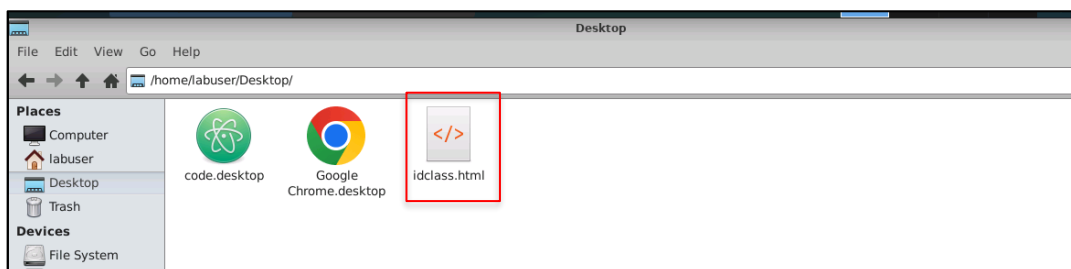 Desktop
File Edit View Go Help
/home/labuser/Desktop/
Places
Computer
labuser
Desktop
Trash
Devices
File System
code.desktop
Google
Chrome.desktop
</>
idclass.html